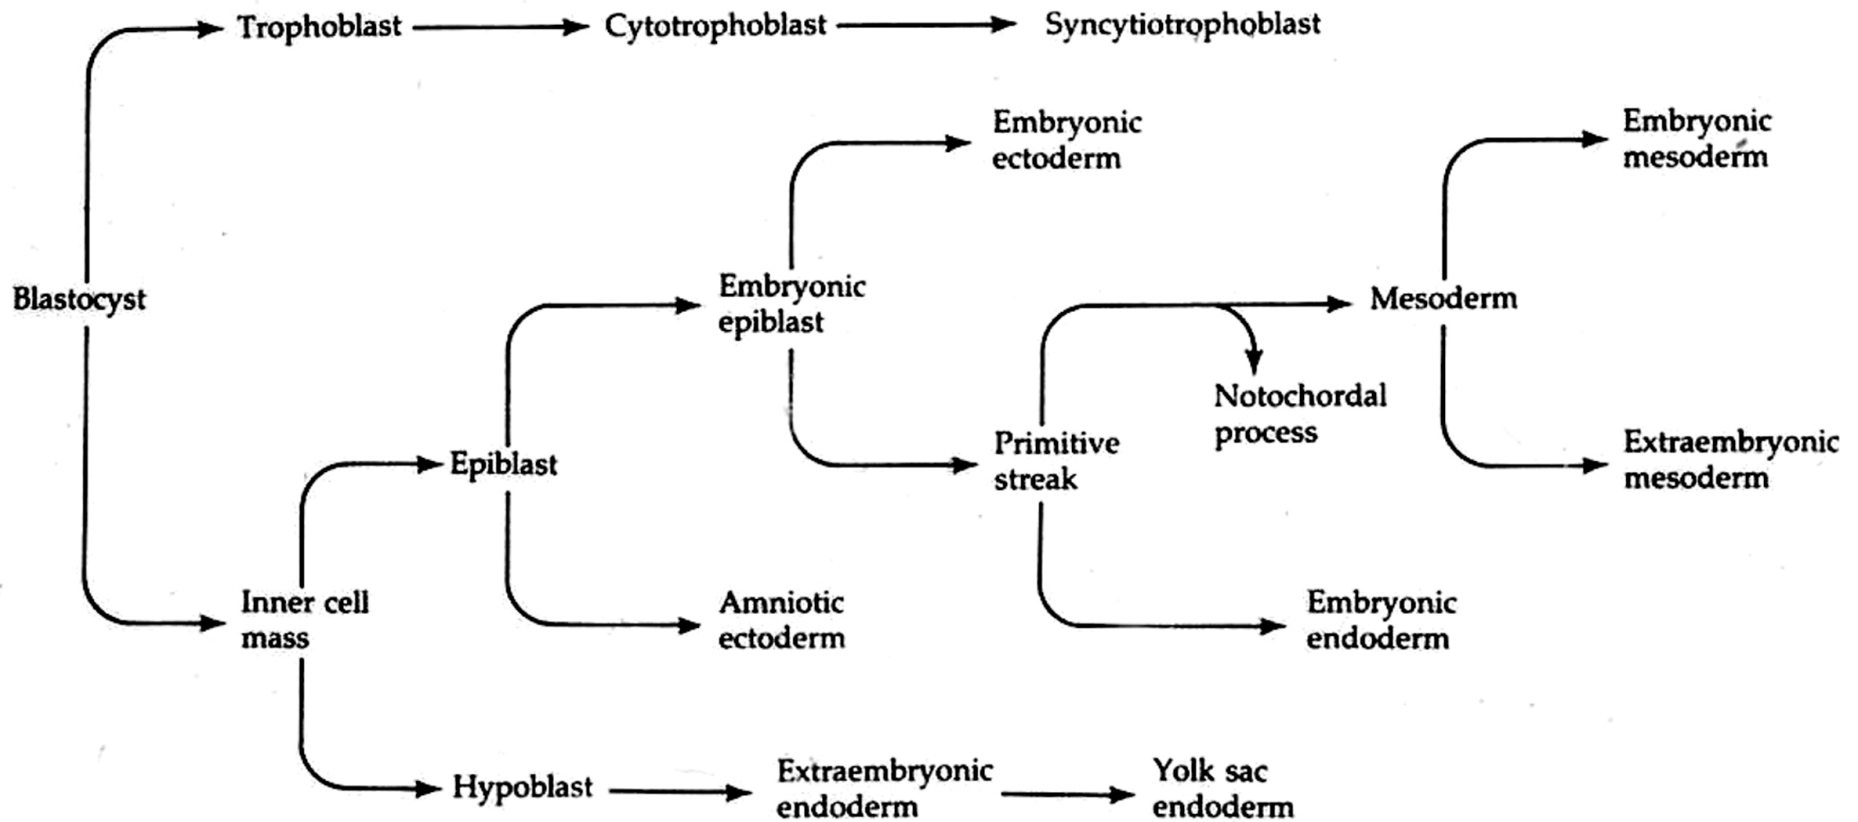 Trophoblast
Cytotrophoblast
Syncytiotrophoblast
Embryonic
ectoderm
Embryonic
mesoderm
Blastocyst
Embryonic
epiblast
Mesoderm
Notochordal
process
Epiblast
Primitive
streak
Extraembryonic
mesoderm
Inner cell
mass
Amniotic
ectoderm
Embryonic
endoderm
Hypoblast
Extraembryonic
endoderm
Yolk sac
endoderm